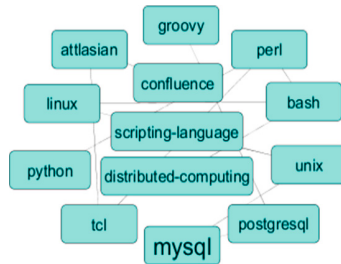 groovy
attlasian
perl
confluence
linux
bash
scripting-language
python
unix
distributed-computing
tcl
postgresql
mysql